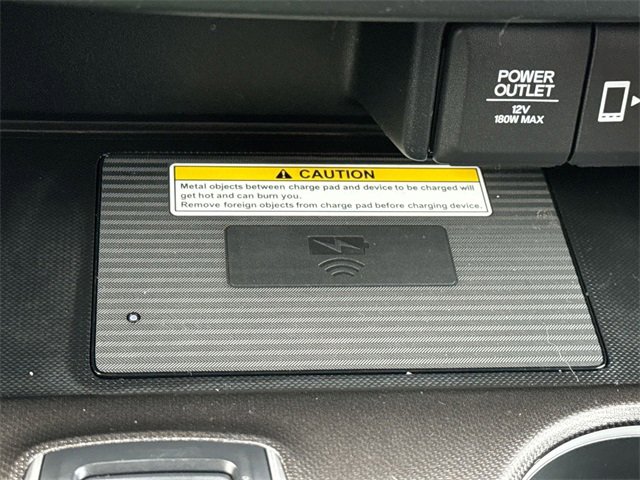 POWER
OUTLET
12V
180W MAX
CAUTION
Metal objects between charge pad and device to be charged will
get hot and can burn you.
Remove foreign objects from charge pad before charging device.